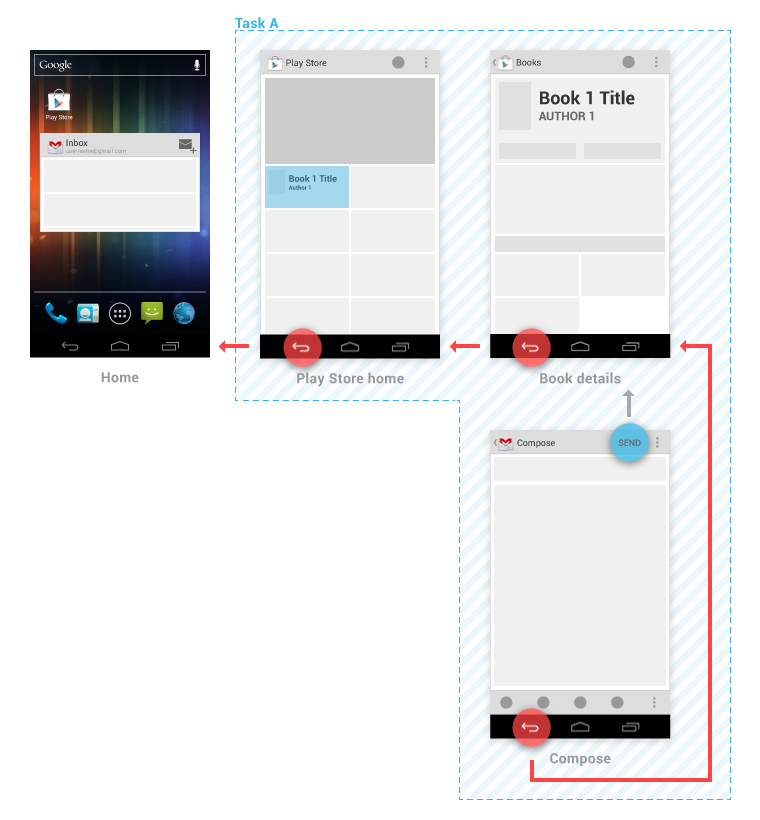 Task A
Google
Play Store
Inbox
username@gmail.com
Home
Play Store
Book 1 Title
Author 1
Play Store home
Books
Book 1 Title
AUTHOR 1
Book details
Compose
SEND
Compose